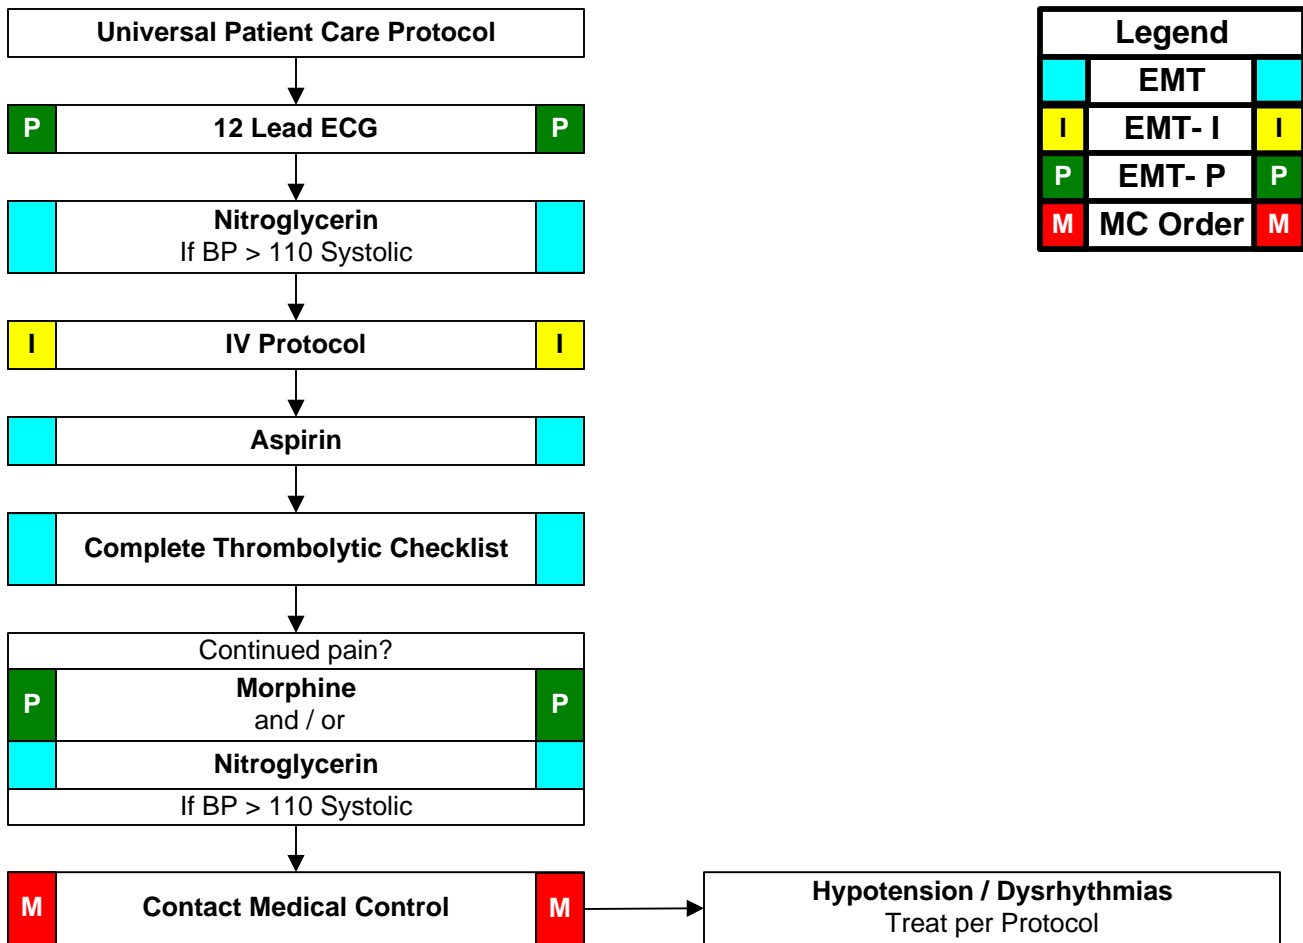 Universal Patient Care Protocol
P 12 Lead ECG P
Nitroglycerin
If BP > 110 Systolic
I IV Protocol I
Aspirin
Complete Thrombolytic Checklist
Continued pain?
P Morphine P
and / or
Nitroglycerin
If BP > 110 Systolic
M Contact Medical Control M
Hypotension / Dysrhythmias
Treat per Protocol
Legend
EMT
I EMT- I I
P EMT- P P
M MC Order M